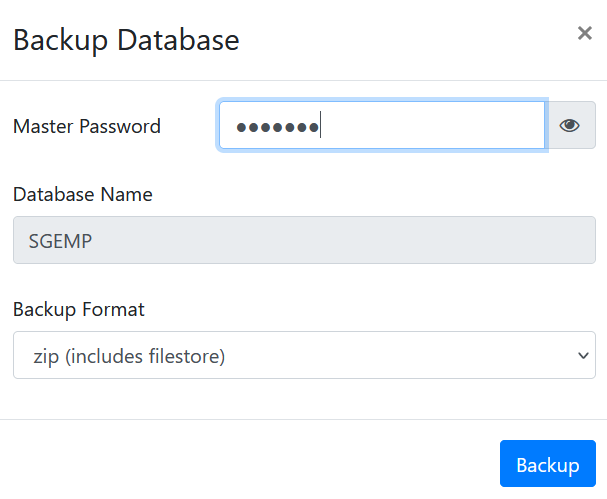 Backup Database
×
Master Password
●●●●●●●
Database Name
SGEMP
Backup Format
zip (includes filestore)
Backup